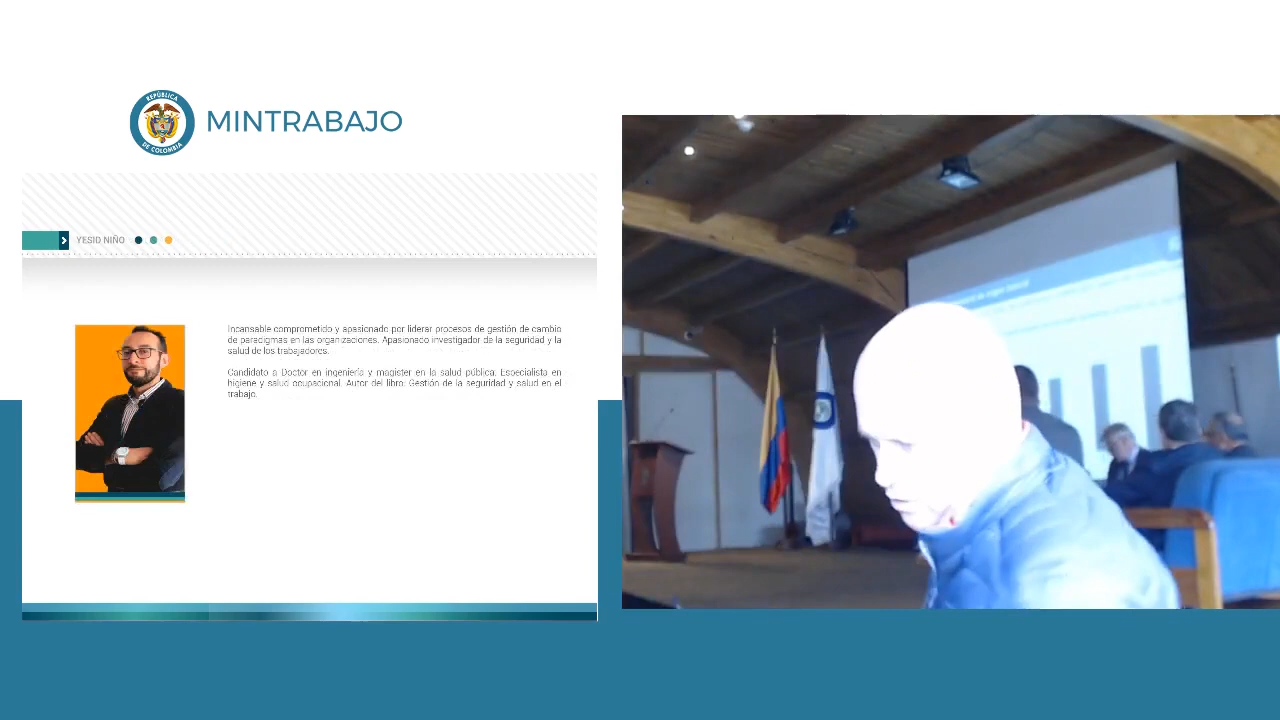 REPÚBLICA
DE COLOMBIA
MINTRABAJO
YESID NIÑO
Incansable comprometido y apasionado por liderar procesos de gestión de cambio
de paradigmas en las organizaciones. Apasionado investigador de la seguridad y la
salud de los trabajadores.
Candidato a Doctor en ingeniería y magister en la salud pública. Especialista en
higiene y salud ocupacional. Autor del libro: Gestión de la seguridad y salud en el
trabajo.